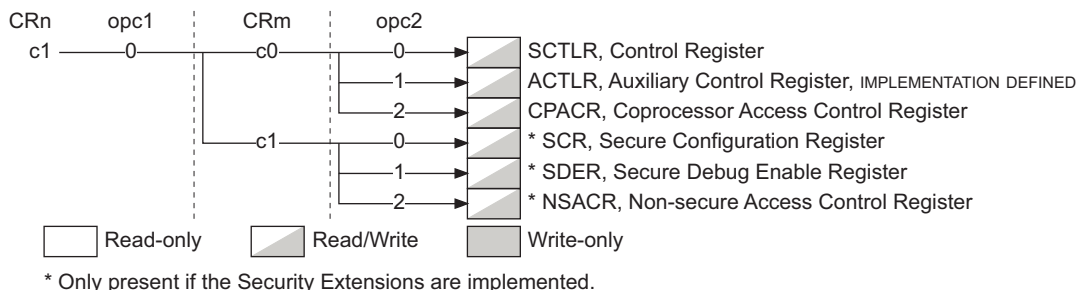 CRn opc1 CRm opc2
c1 0 c0 0 SCTLR, Control Register
1 ACTLR, Auxiliary Control Register, IMPLEMENTATION DEFINED
2 CPACR, Coprocessor Access Control Register
c1 0 * SCR, Secure Configuration Register
1 * SDER, Secure Debug Enable Register
2 * NSACR, Non-secure Access Control Register
Read-only Read/Write Write-only
* Only present if the Security Extensions are implemented.